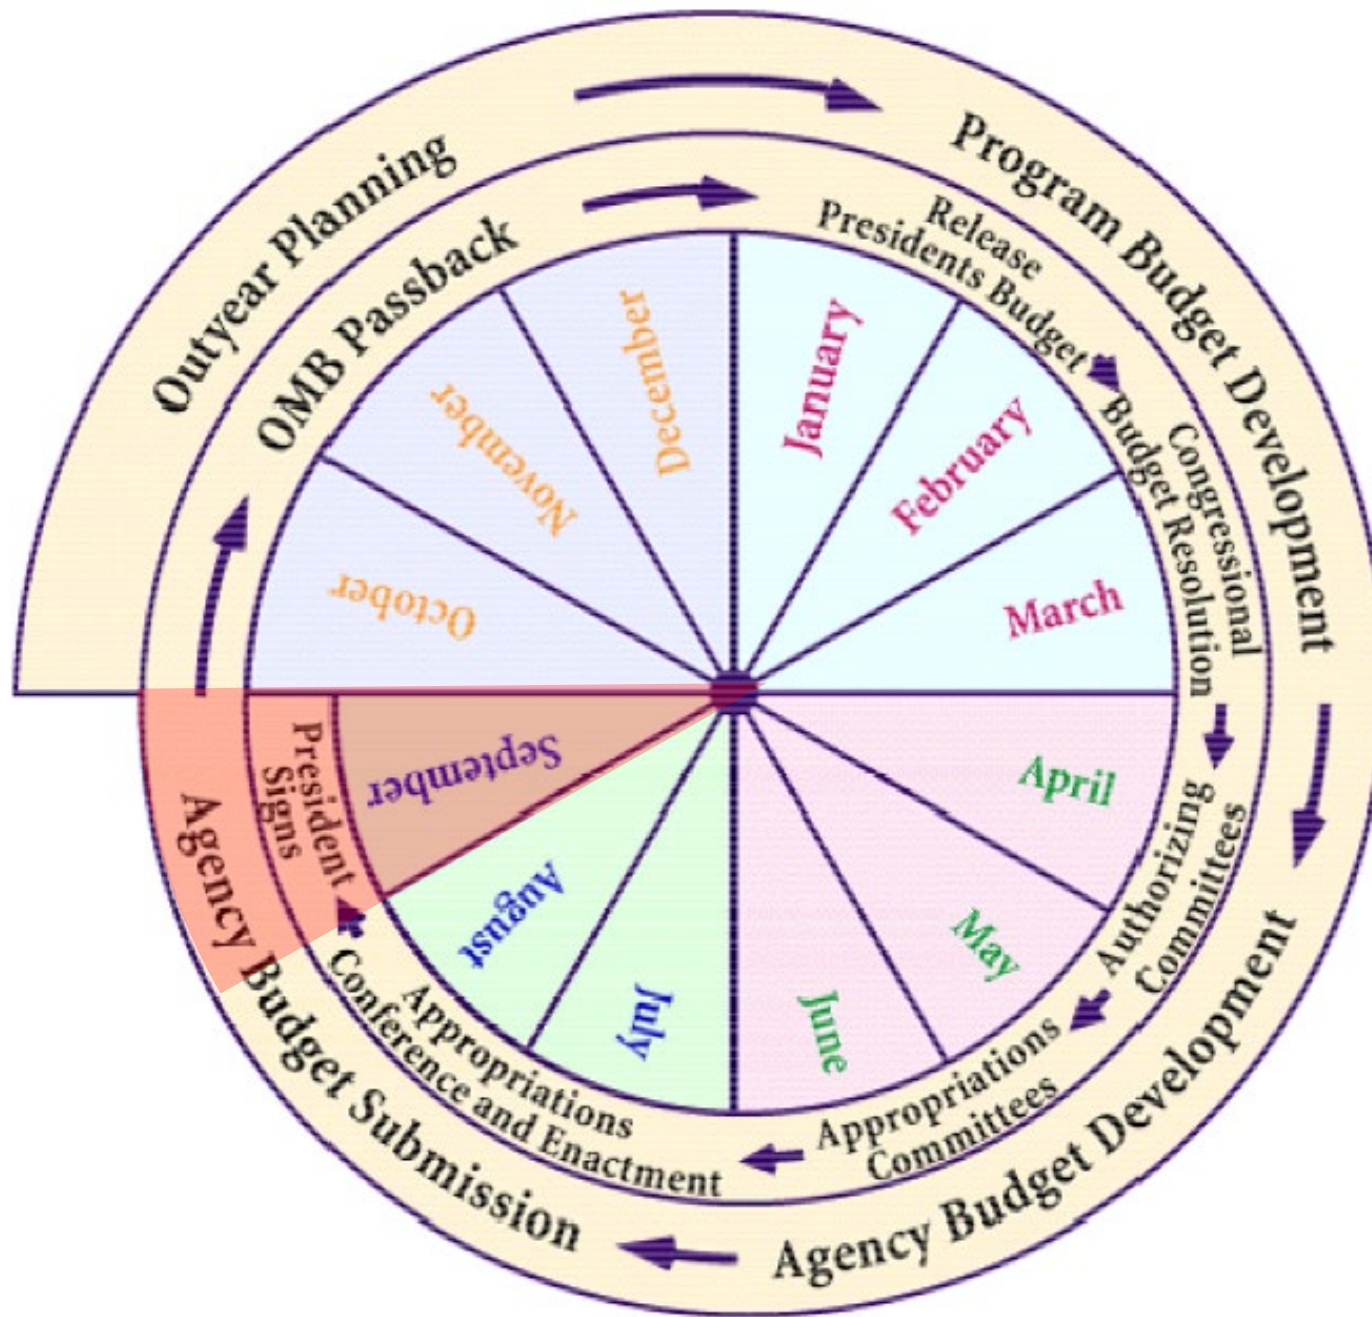 Outyear Planning
Program Budget Development
Agency Budget Development
Agency Budget Submission
OMB Passback
Release
Presidents Budget
Congressional
Budget Resolution
Authorizing
Committees
Appropriations
Committees
Appropriations
Conference and Enactment
President
Signs
January
February
March
April
May
June
July
August
September
October
November
December